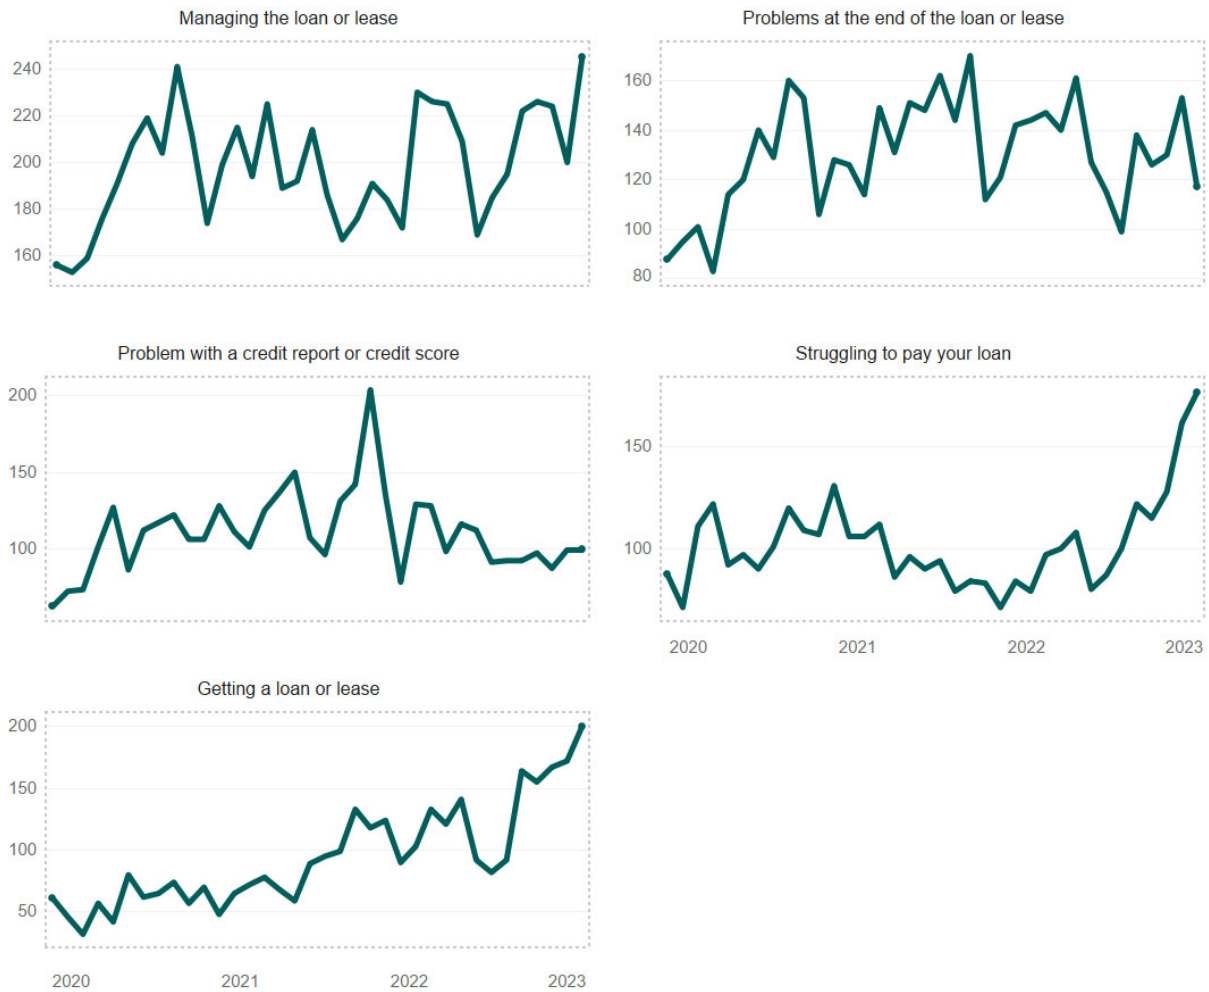 Managing the loan or lease
240
220
200
180
160
Problems at the end of the loan or lease
160
140
120
100
80
Problem with a credit report or credit score
200
150
100
Struggling to pay your loan
150
100
2020 2021 2022 2023
Getting a loan or lease
200
150
100
50
2020 2021 2022 2023